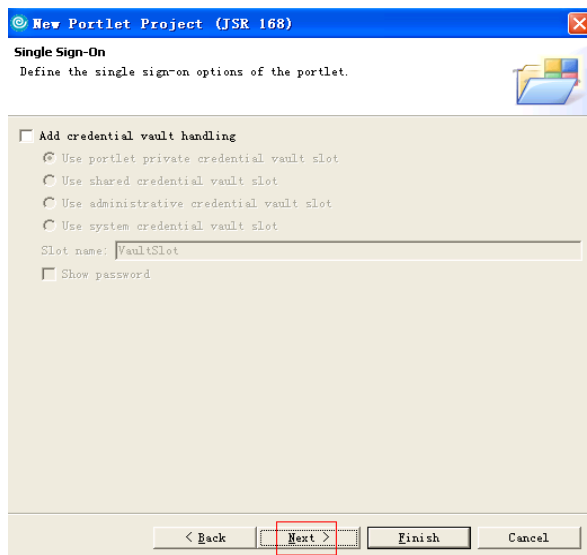 New Portlet Project (JSR 168)
Single Sign-On
Define the single sign-on options of the portlet.
Add credential vault handling
Use portlet private credential vault slot
Use shared credential vault slot
Use administrative credential vault slot
Use system credential vault slot
Slot name: VaultSlot
Show password
< Back Next > Finish Cancel